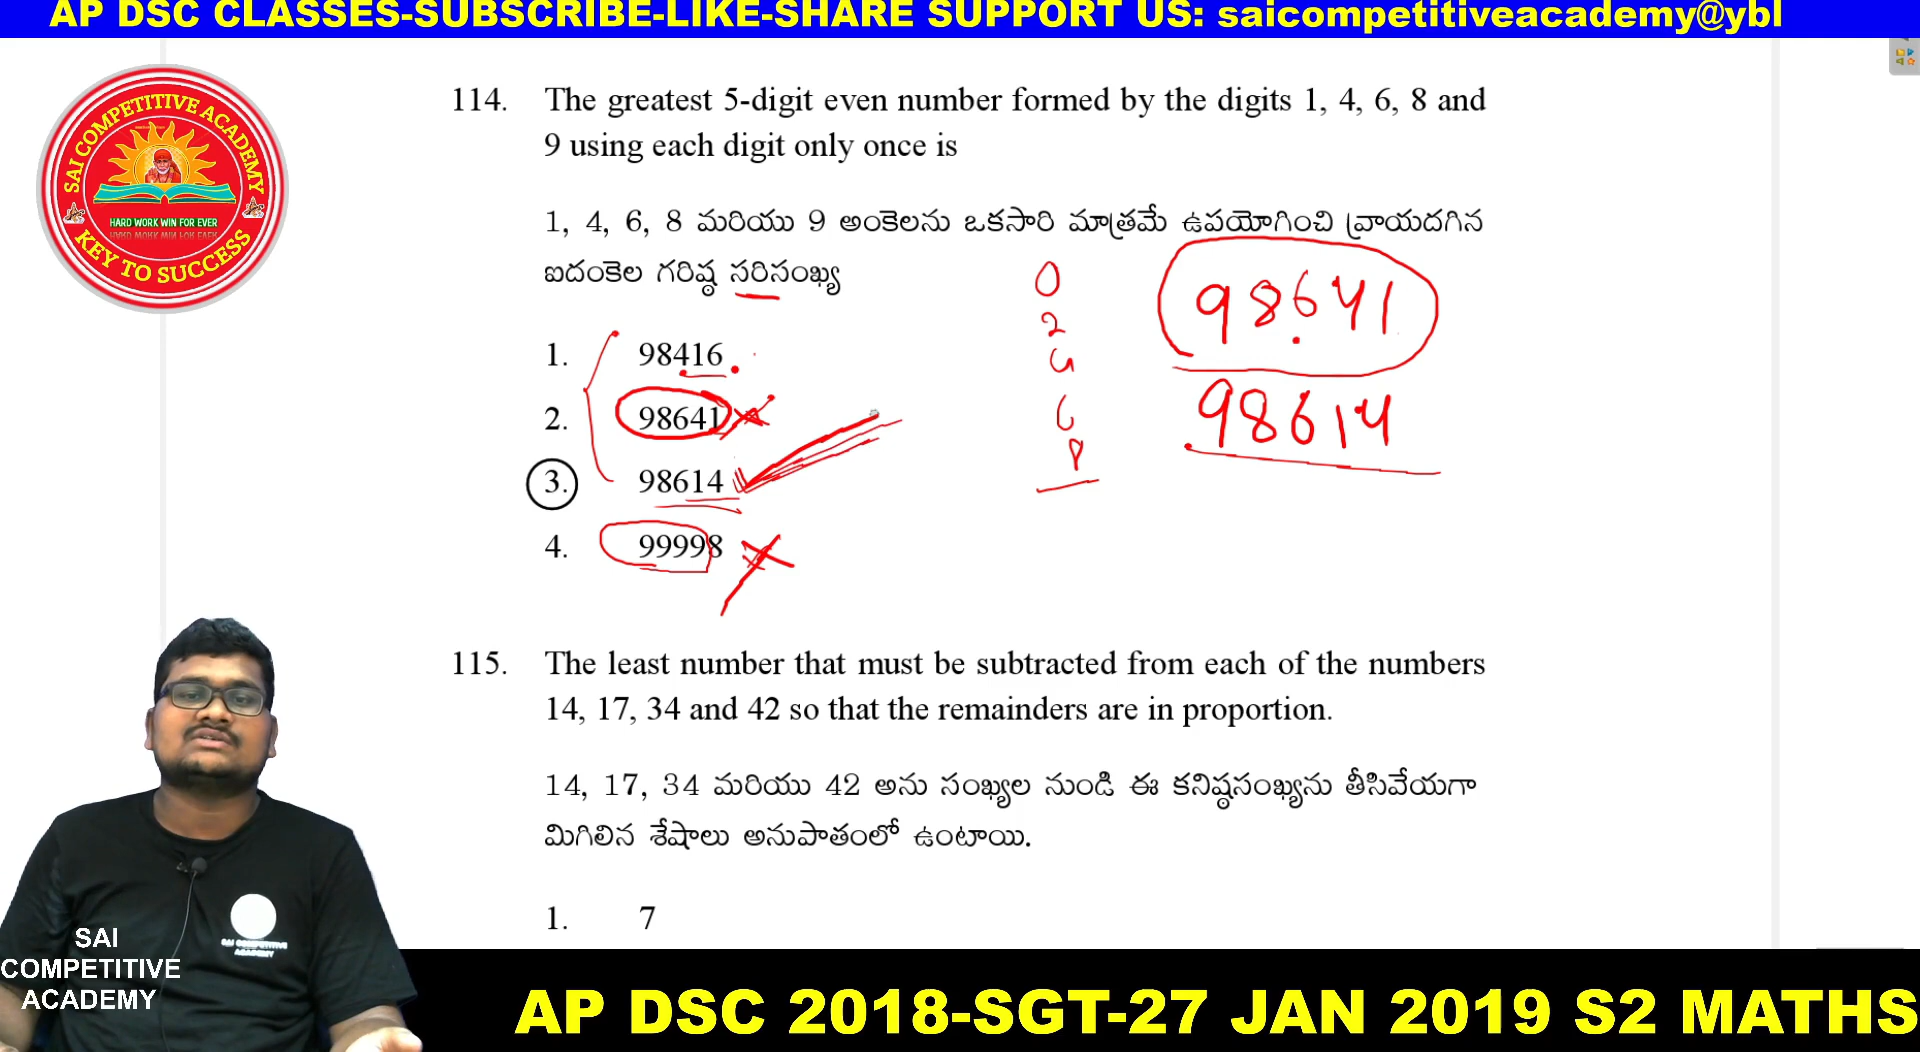 AP DSC CLASSES-SUBSCRIBE-LIKE-SHARE SUPPORT US: saicompetitiveacademy@ybl
SAI COMPETITIVE ACADEMY
HARD WORK WIN FOR EVER
KEY TO SUCCESS
114. The greatest 5-digit even number formed by the digits 1, 4, 6, 8 and
9 using each digit only once is
1, 4, 6, 8 మరియు 9 అంకెలను ఒకసారి మాత్రమే ఉపయోగించి వ్రాయదగిన
ఐదంకెల గరిష్ఠ సరిసంఖ్య
0
2
4
6
8
98641
98614
1. 98416
2. 98641
3. 98614
4. 99998
115. The least number that must be subtracted from each of the numbers
14, 17, 34 and 42 so that the remainders are in proportion.
14, 17, 34 మరియు 42 అను సంఖ్యల నుండి ఈ కనిష్ఠసంఖ్యను తీసివేయగా
మిగిలిన శేషాలు అనుపాతంలో ఉంటాయి.
1. 7
SAI COMPETITIVE
ACADEMY
SAI
COMPETITIVE
ACADEMY
AP DSC 2018-SGT-27 JAN 2019 S2 MATHS